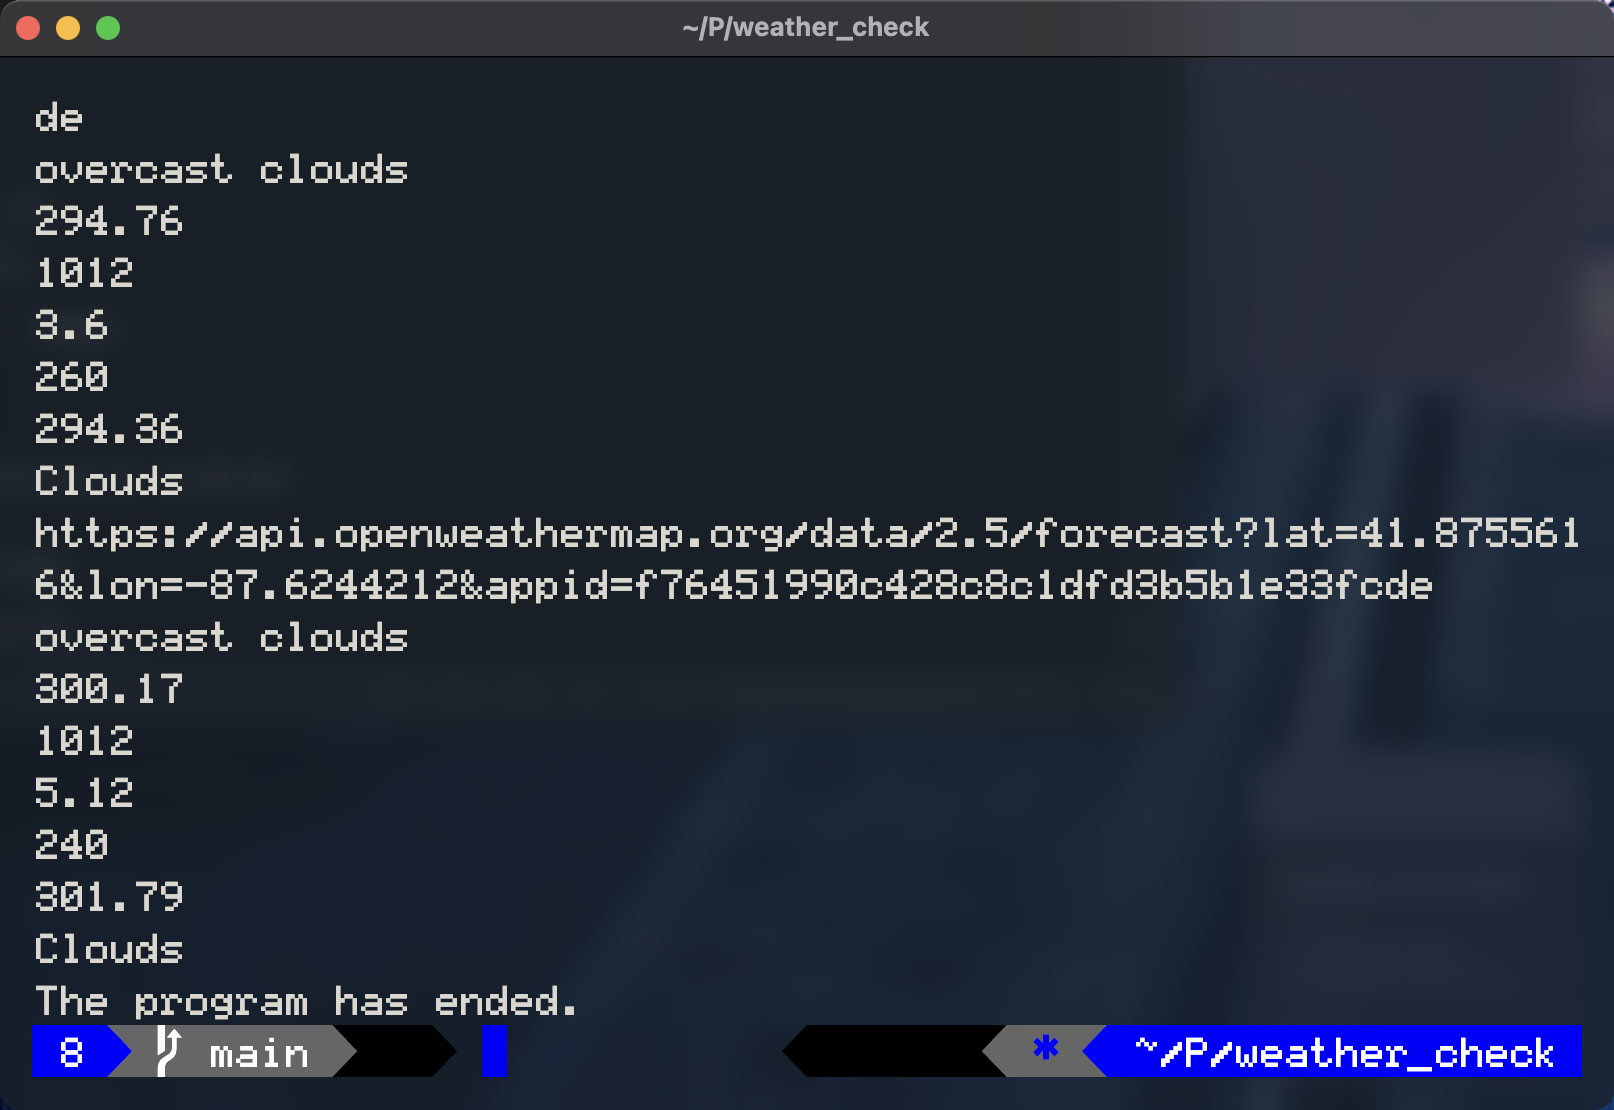 ~/P/weather_check
de
overcast clouds
294.76
1012
3.6
260
294.36
Clouds
https://api.openweathermap.org/data/2.5/forecast?lat=41.875561
6&lon=-87.6244212&appid=f76451990c428c8c1dfd3b5b1e33fcde
overcast clouds
300.17
1012
5.12
240
301.79
Clouds
The program has ended.
8 main * ~/P/weather_check